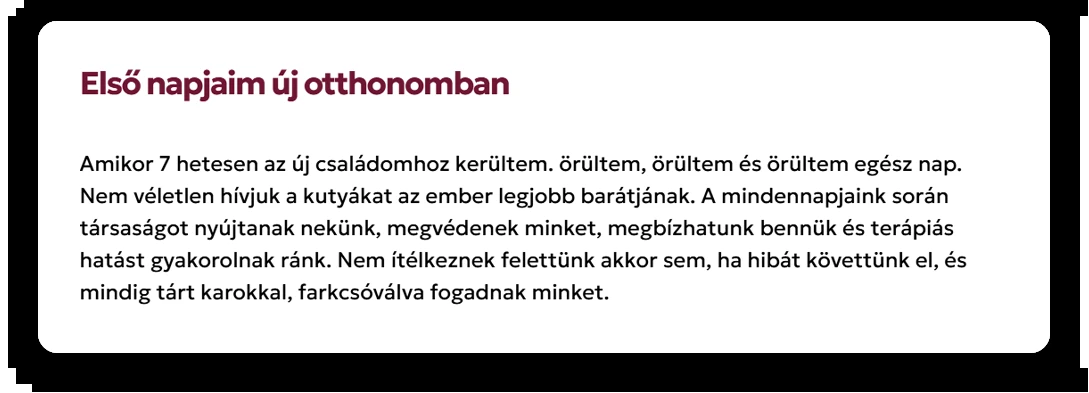 Első napjaim új otthonomban
Amikor 7 hetesen az új családomhoz kerültem. örültem, örültem és örültem egész nap.
Nem véletlen hívjuk a kutyákat az ember legjobb barátjának. A mindennapjaink során
társaságot nyújtanak nekünk, megvédenek minket, megbízhatunk bennük és terápiás
hatást gyakorolnak ránk. Nem ítélkeznek felettünk akkor sem, ha hibát követtünk el, és
mindig tárt karokkal, farkcsóválva fogadnak minket.